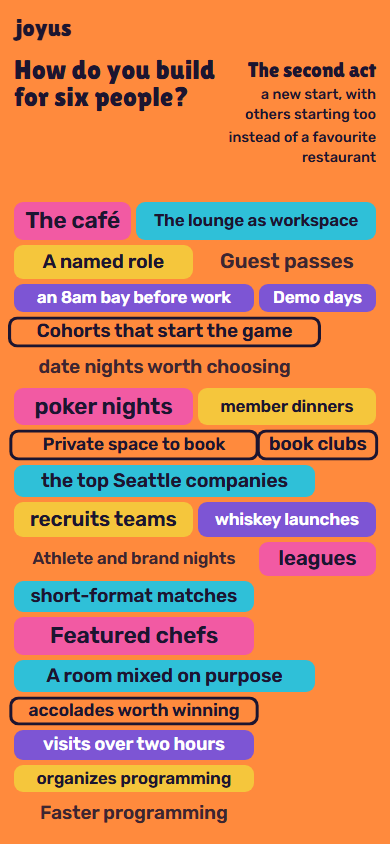 joyus
How do you build
for six people?
The second act
a new start, with
others starting too
instead of a favourite
restaurant
The café
The lounge as workspace
A named role
Guest passes
an 8am bay before work
Demo days
Cohorts that start the game
date nights worth choosing
poker nights
member dinners
Private space to book
book clubs
the top Seattle companies
recruits teams
whiskey launches
Athlete and brand nights
leagues
short-format matches
Featured chefs
A room mixed on purpose
accolades worth winning
visits over two hours
organizes programming
Faster programming